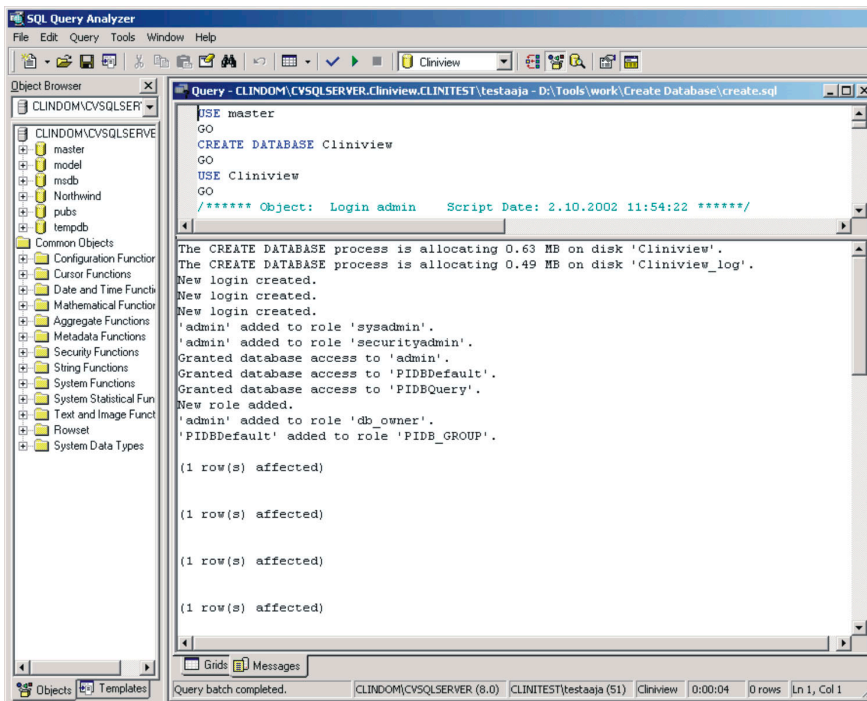 SQL Query Analyzer
File Edit Query Tools Window Help
Cliniview
Object Browser
CLINDOM\CVSQLSER
CLINDOM\CVSQLSERVE
master
model
msdb
Northwind
pubs
tempdb
Common Objects
Configuration Function
Cursor Functions
Date and Time Functi
Mathematical Function
Aggregate Functions
Metadata Functions
Security Functions
String Functions
System Functions
System Statistical Fun
Text and Image Funct
Rowset
System Data Types
Objects Templates
Query - CLINDOM\CVSQLSERVER.Cliniview.CLINITEST\testaaja - D:\Tools\work\Create Database\create.sql
USE master
GO
CREATE DATABASE Cliniview
GO
USE Cliniview
GO
/****** Object: Login admin Script Date: 2.10.2002 11:54:22 ******/
The CREATE DATABASE process is allocating 0.63 MB on disk 'Cliniview'.
The CREATE DATABASE process is allocating 0.49 MB on disk 'Cliniview_log'.
New login created.
New login created.
New login created.
'admin' added to role 'sysadmin'.
'admin' added to role 'securityadmin'.
Granted database access to 'admin'.
Granted database access to 'PIDBDefault'.
Granted database access to 'PIDBQuery'.
New role added.
'admin' added to role 'db_owner'.
'PIDBDefault' added to role 'PIDB_GROUP'.
(1 row(s) affected)
(1 row(s) affected)
(1 row(s) affected)
(1 row(s) affected)
Grids Messages
Query batch completed. CLINDOM\CVSQLSERVER (8.0) CLINITEST\testaaja (51) Cliniview 0:00:04 0 rows Ln 1, Col 1